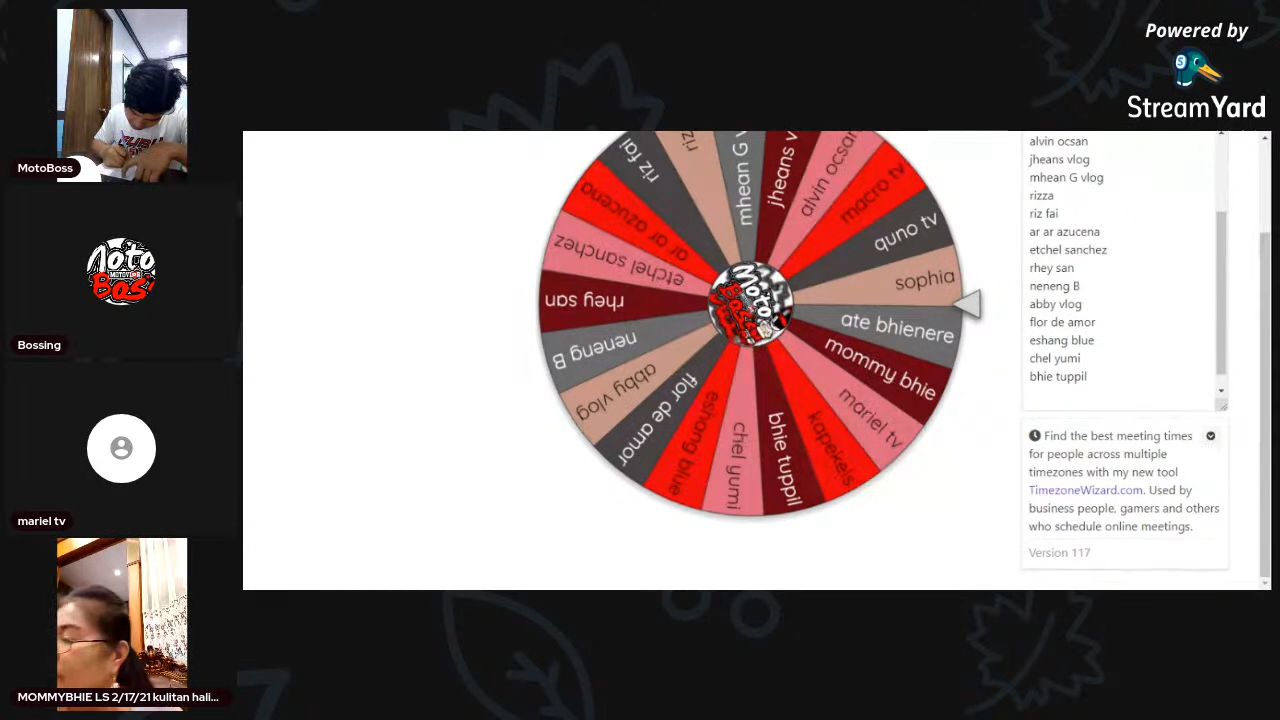 Powered by
StreamYard
MotoBoss
Bossing
mariel tv
MOMMYBHIE LS 2/17/21 kulitan hali...
riz
mhean G v
jheans v
alvin ocsan
macro tv
quno tv
sophia
ate bhienere
mommy bhie
mariel tv
kapekels
bhie tuppil
chel yumi
eshang blue
flor de amor
abby vlog
neneng B
rhey san
etchel sanchez
ar ar azucena
riz fai
Moto
Boss
alvin ocsan
jheans vlog
mhean G vlog
rizza
riz fai
ar ar azucena
etchel sanchez
rhey san
neneng B
abby vlog
flor de amor
eshang blue
chel yumi
bhie tuppil
Find the best meeting times
for people across multiple
timezones with my new tool
TimezoneWizard.com. Used by
business people, gamers and others
who schedule online meetings.
Version 117